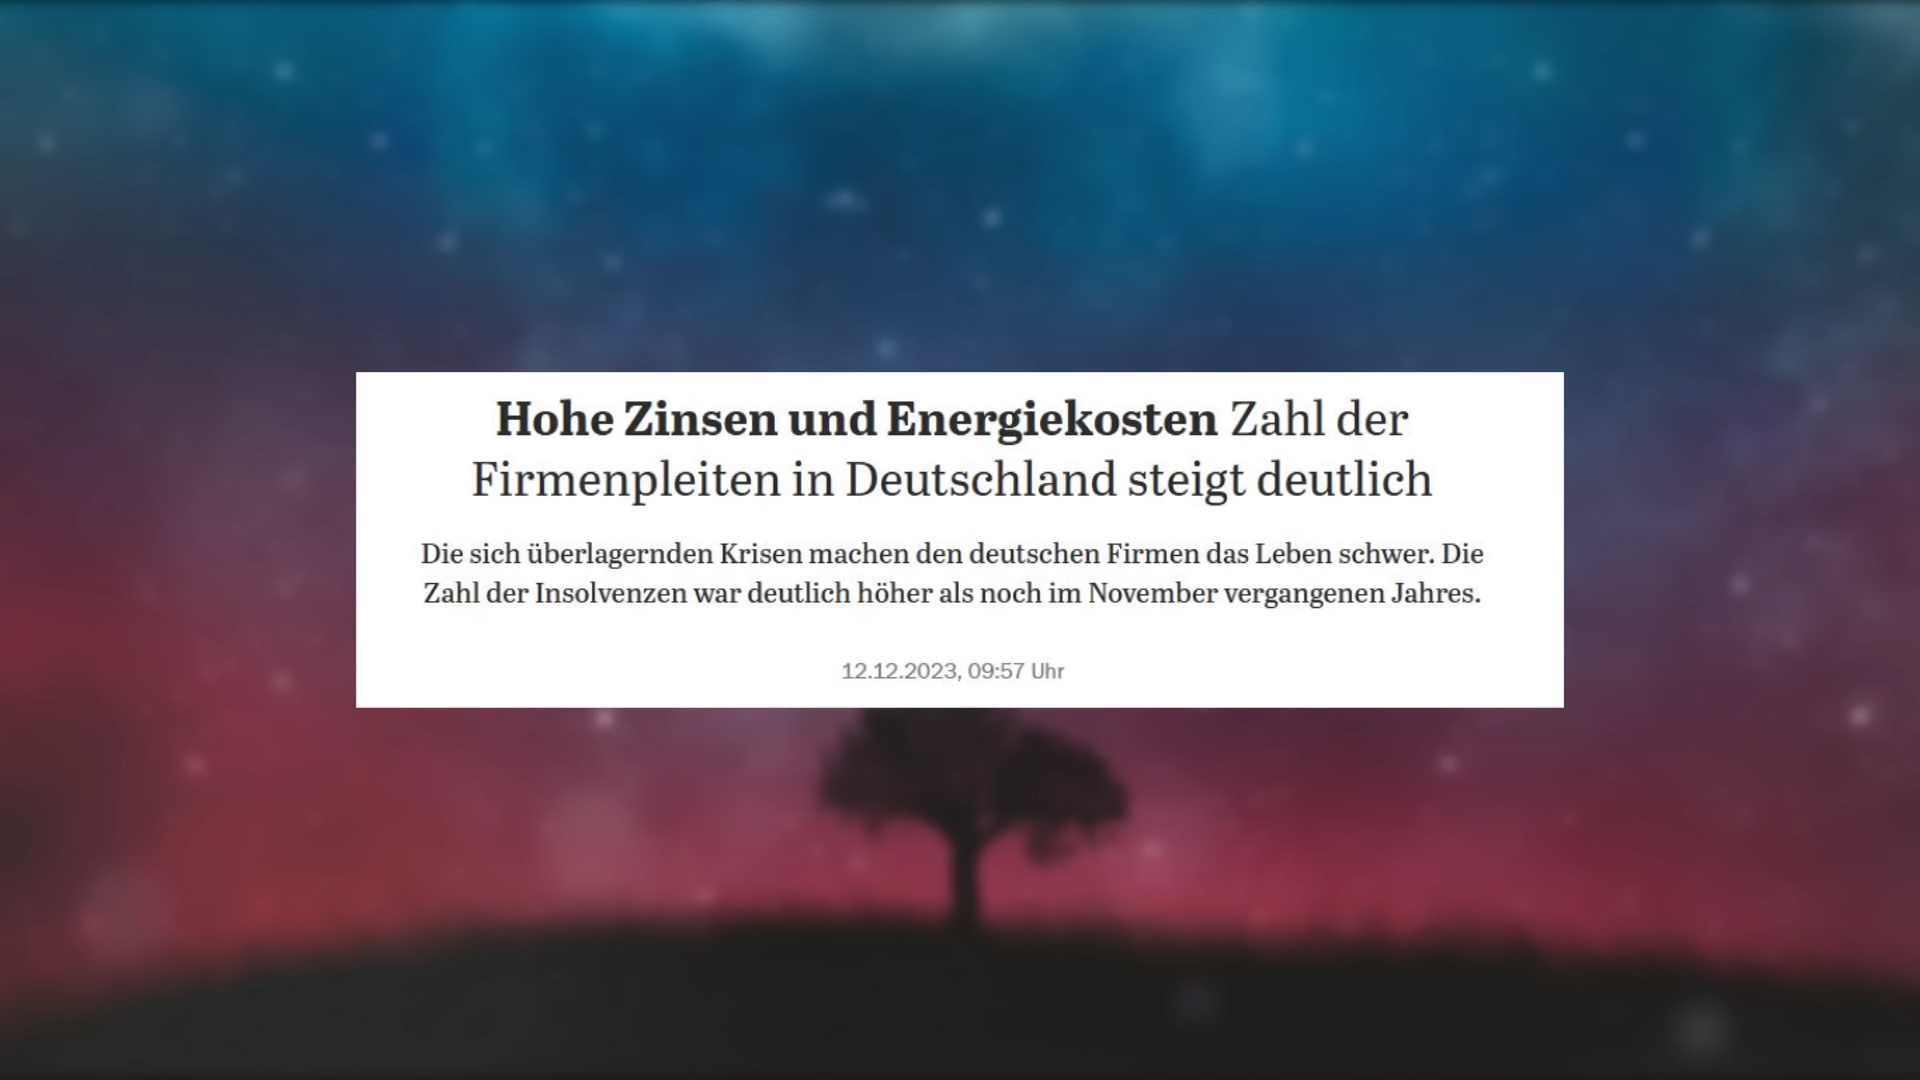 Hohe Zinsen und Energiekosten Zahl der
Firmenpleiten in Deutschland steigt deutlich
Die sich überlagernden Krisen machen den deutschen Firmen das Leben schwer. Die
Zahl der Insolvenzen war deutlich höher als noch im November vergangenen Jahres.
12.12.2023, 09:57 Uhr